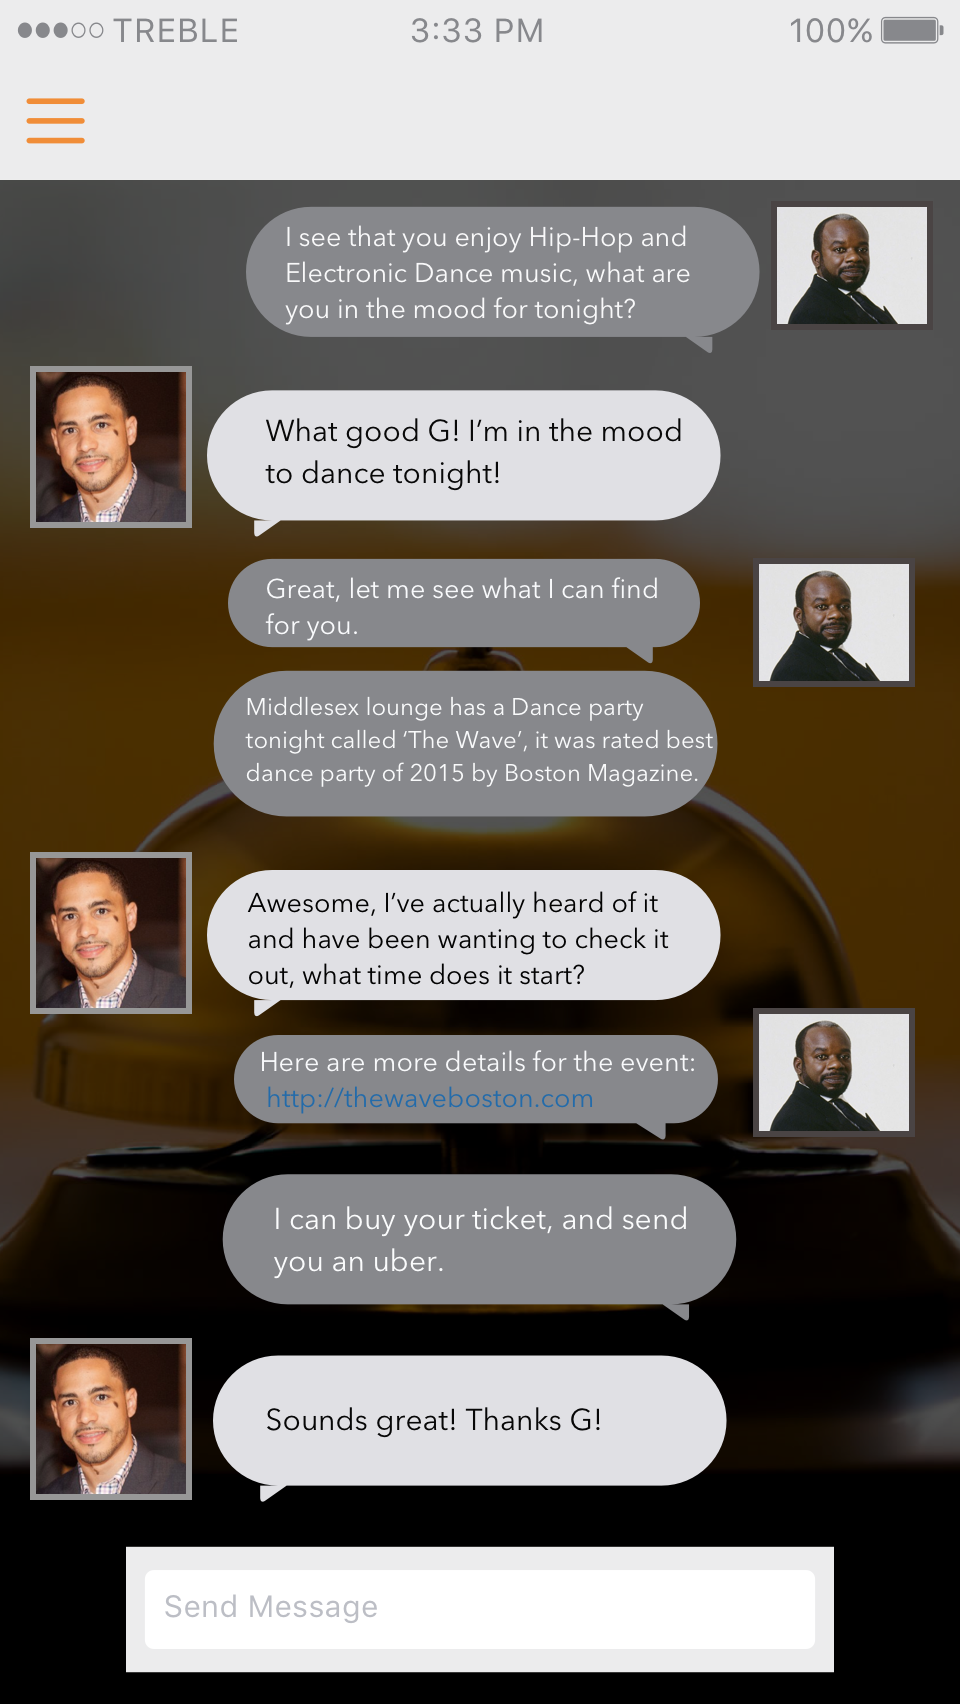 TREBLE 3:33 PM 100%
I see that you enjoy Hip-Hop and
Electronic Dance music, what are
you in the mood for tonight?
What good G! I’m in the mood
to dance tonight!
Great, let me see what I can find
for you.
Middlesex lounge has a Dance party
tonight called ‘The Wave’, it was rated best
dance party of 2015 by Boston Magazine.
Awesome, I’ve actually heard of it
and have been wanting to check it
out, what time does it start?
Here are more details for the event:
http://thewaveboston.com
I can buy your ticket, and send
you an uber.
Sounds great! Thanks G!
Send Message